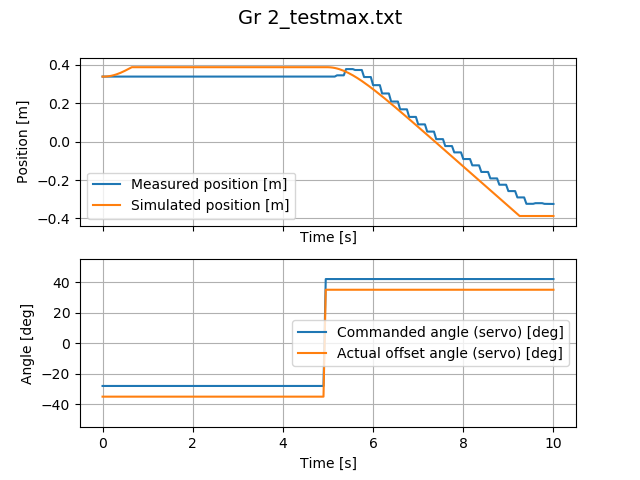 Gr 2_testmax.txt
0.4
0.2
0.0
−0.2
−0.4
Position [m]
Measured position [m]
Simulated position [m]
Time [s]
40
20
0
−20
−40
Angle [deg]
Commanded angle (servo) [deg]
Actual offset angle (servo) [deg]
0 2 4 6 8 10
Time [s]